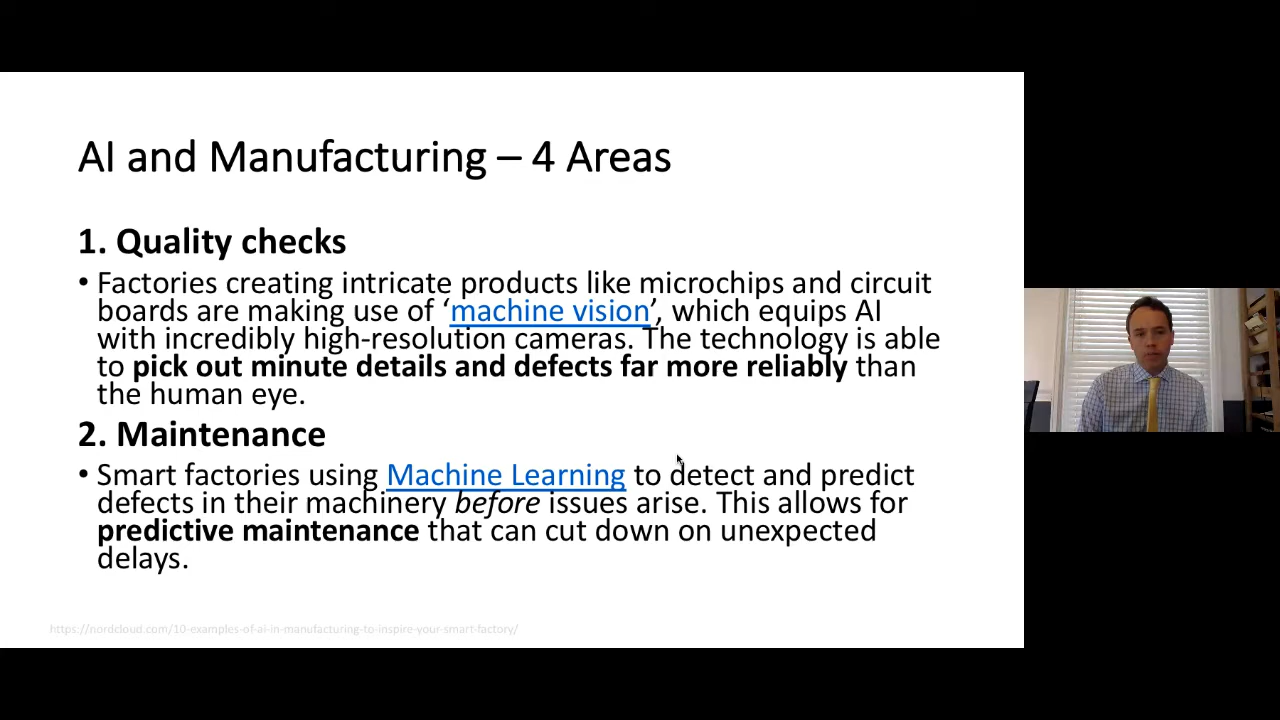 AI and Manufacturing – 4 Areas
1. Quality checks
• Factories creating intricate products like microchips and circuit
boards are making use of ‘machine vision’, which equips AI
with incredibly high-resolution cameras. The technology is able
to pick out minute details and defects far more reliably than
the human eye.
2. Maintenance
• Smart factories using Machine Learning to detect and predict
defects in their machinery before issues arise. This allows for
predictive maintenance that can cut down on unexpected
delays.
https://nordcloud.com/10-examples-of-ai-in-manufacturing-to-inspire-your-smart-factory/